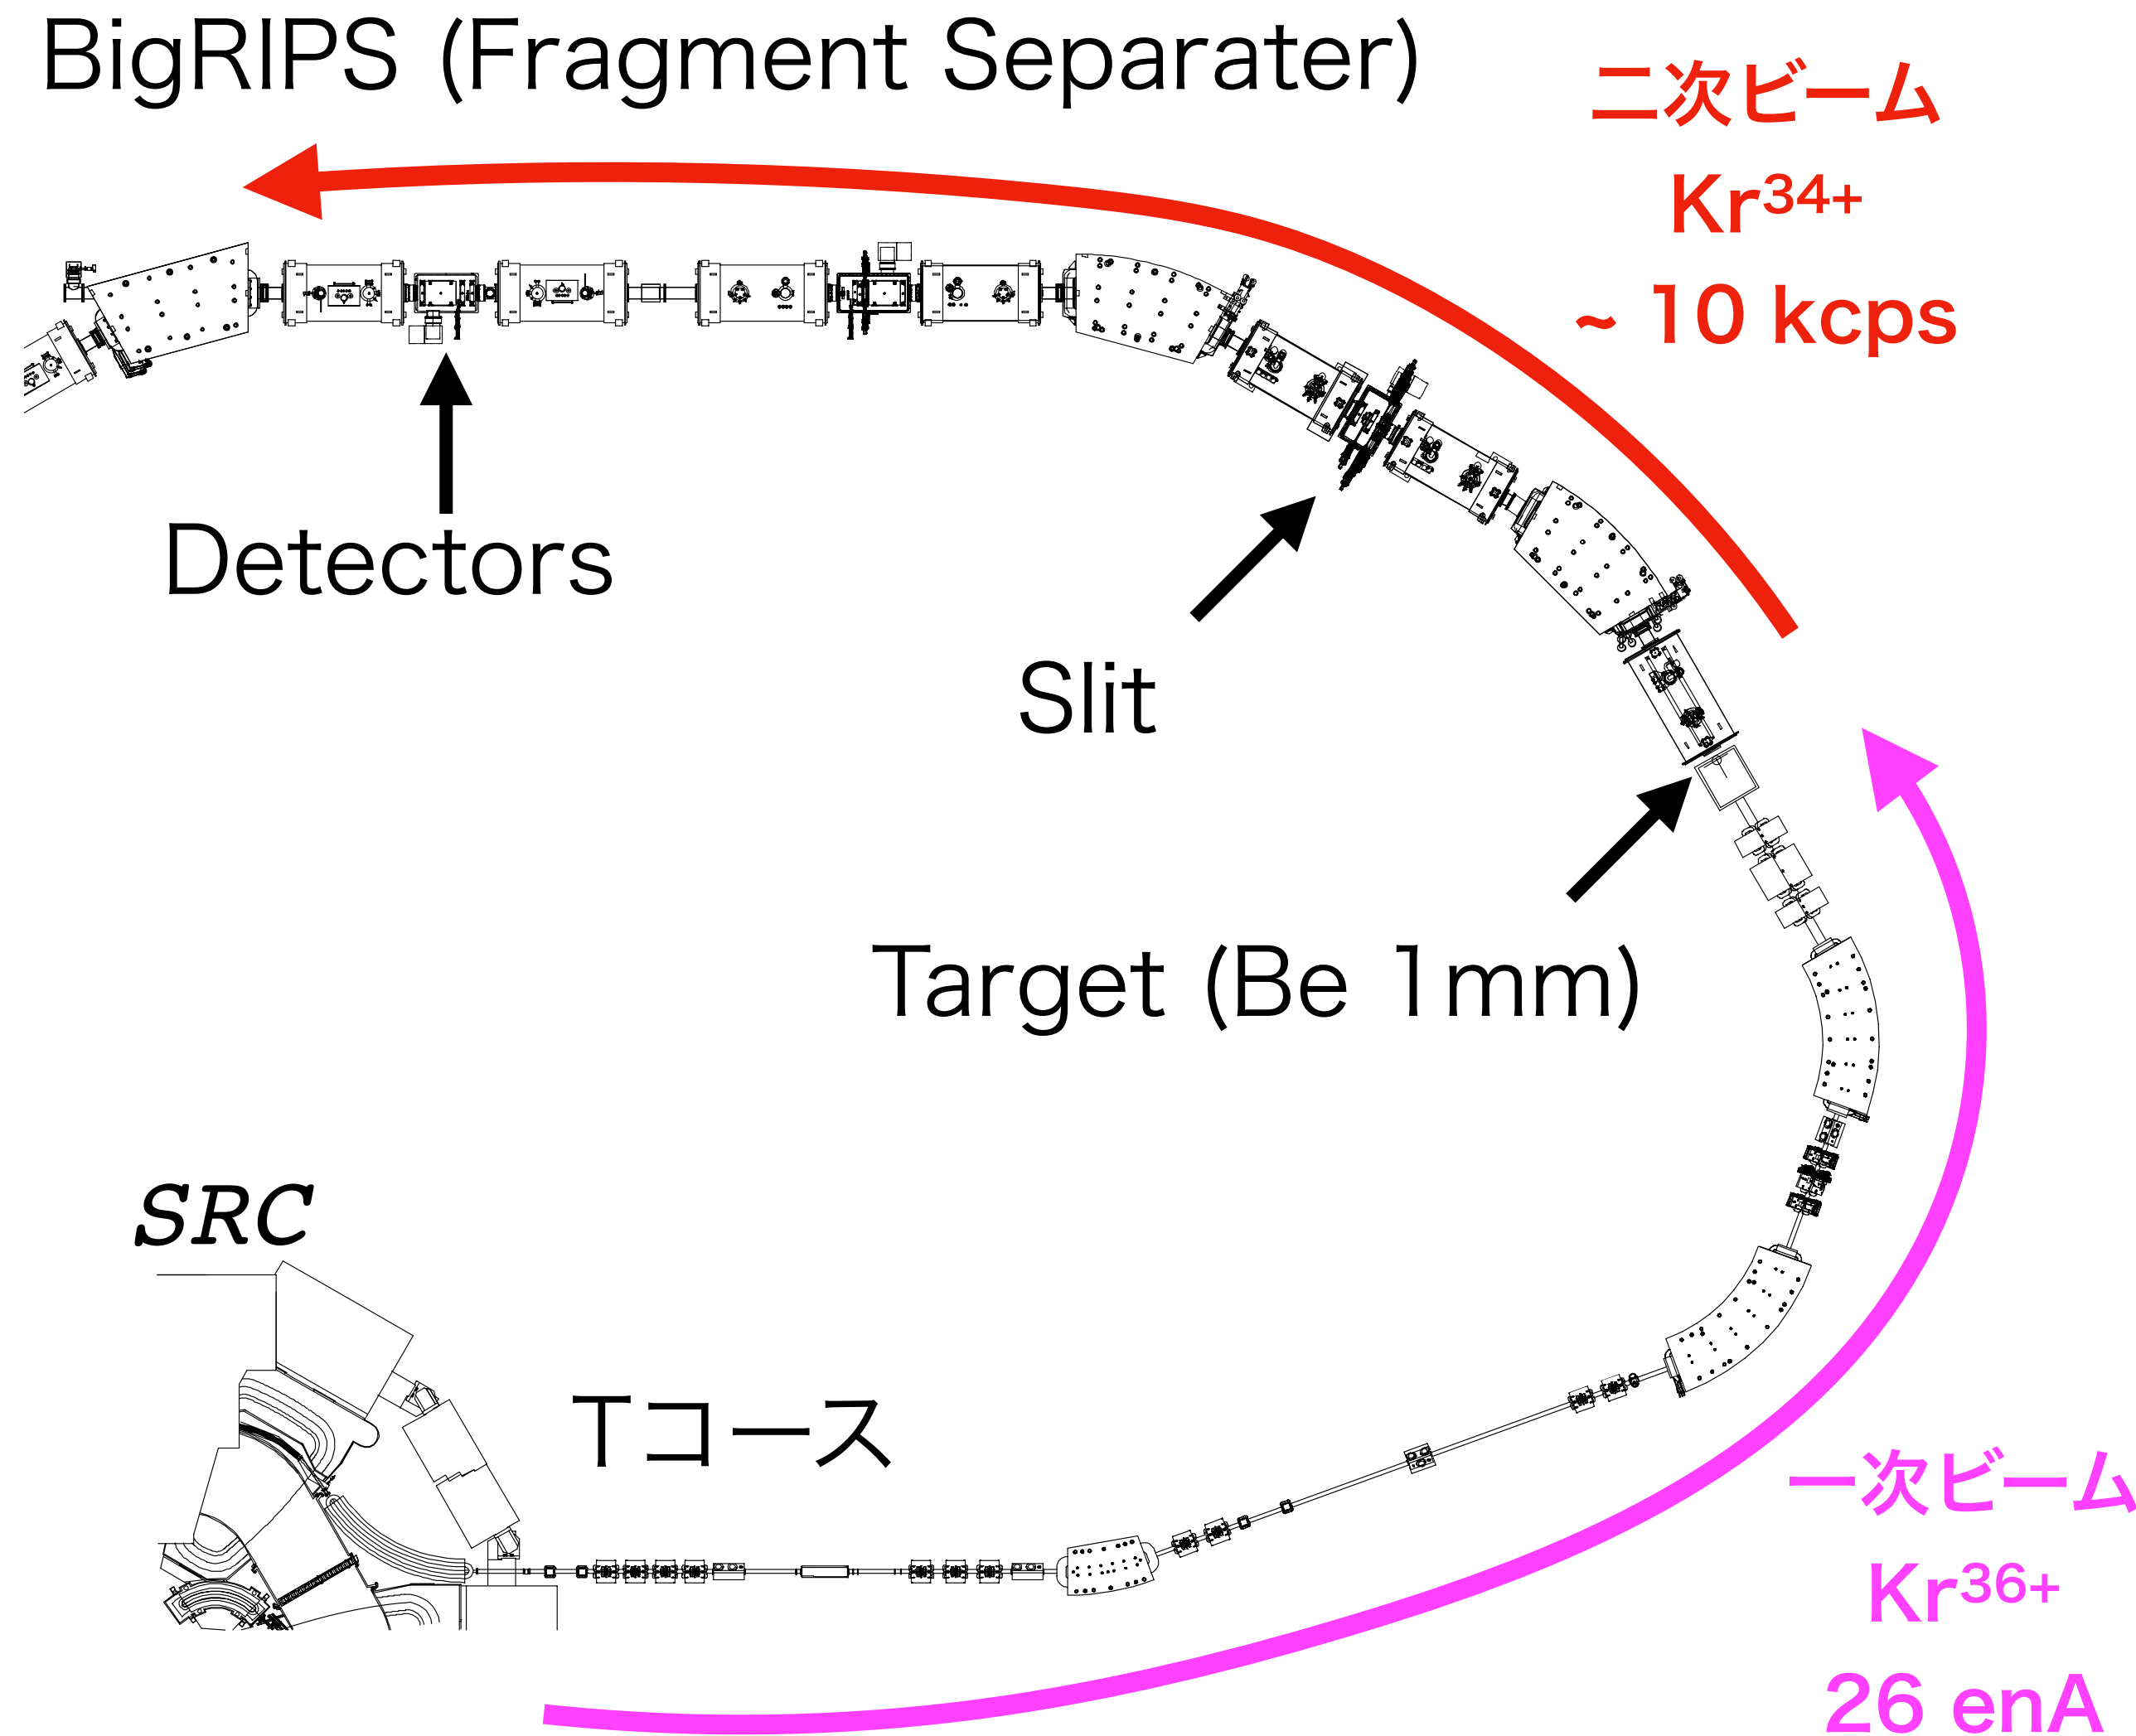 BigRIPS (Fragment Separater)
二次ビーム
Kr34+
~ 10 kcps
Detectors
Slit
Target (Be 1mm)
SRC
Tコース
一次ビーム
Kr36+
26 enA